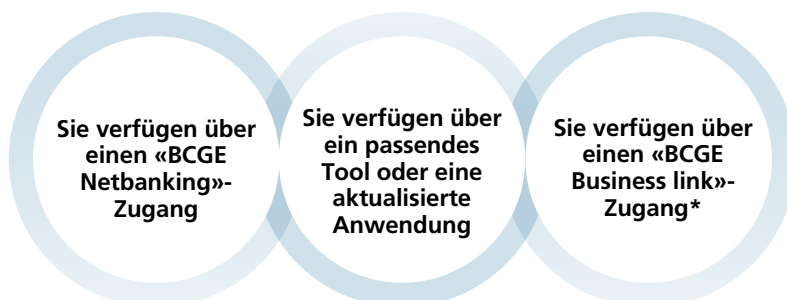 Sie verfügen über
einen «BCGE
Netbanking»-
Zugang
Sie verfügen über
ein passendes
Tool oder eine
aktualisierte
Anwendung
Sie verfügen über
einen «BCGE
Business link»-
Zugang*